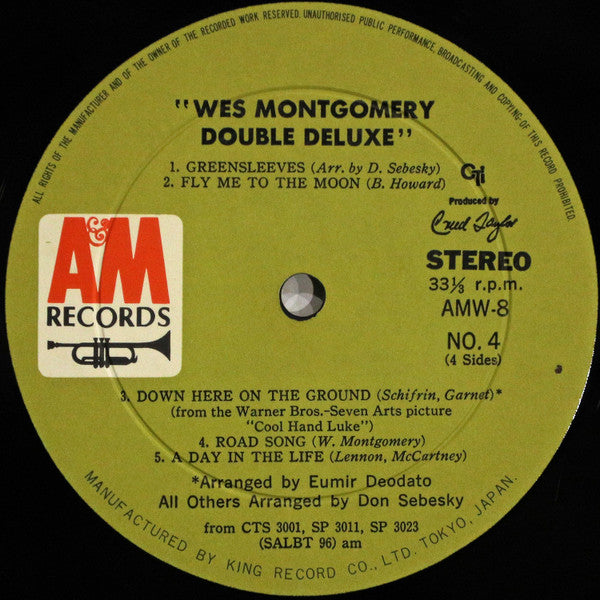 ALL RIGHTS OF THE MANUFACTURER AND OF THE OWNER OF THE RECORDED WORK RESERVED. UNAUTHORISED PUBLIC PERFORMANCE, BROADCASTING AND COPYING OF THIS RECORD PROHIBITED.
"WES MONTGOMERY
DOUBLE DELUXE"
1. GREENSLEEVES (Arr. by D. Sebesky)
2. FLY ME TO THE MOON (B. Howard)
CTi
Produced by
Creed Taylor
A&M
RECORDS
STEREO
33⅓ r.p.m.
AMW-8
NO. 4
(4 Sides)
3. DOWN HERE ON THE GROUND (Schifrin, Garnet)*
(from the Warner Bros.-Seven Arts picture
"Cool Hand Luke")
4. ROAD SONG (W. Montgomery)
5. A DAY IN THE LIFE (Lennon, McCartney)
*Arranged by Eumir Deodato
All Others Arranged by Don Sebesky
from CTS 3001, SP 3011, SP 3023
(SALBT 96) am
MANUFACTURED BY KING RECORD CO., LTD. TOKYO, JAPAN.